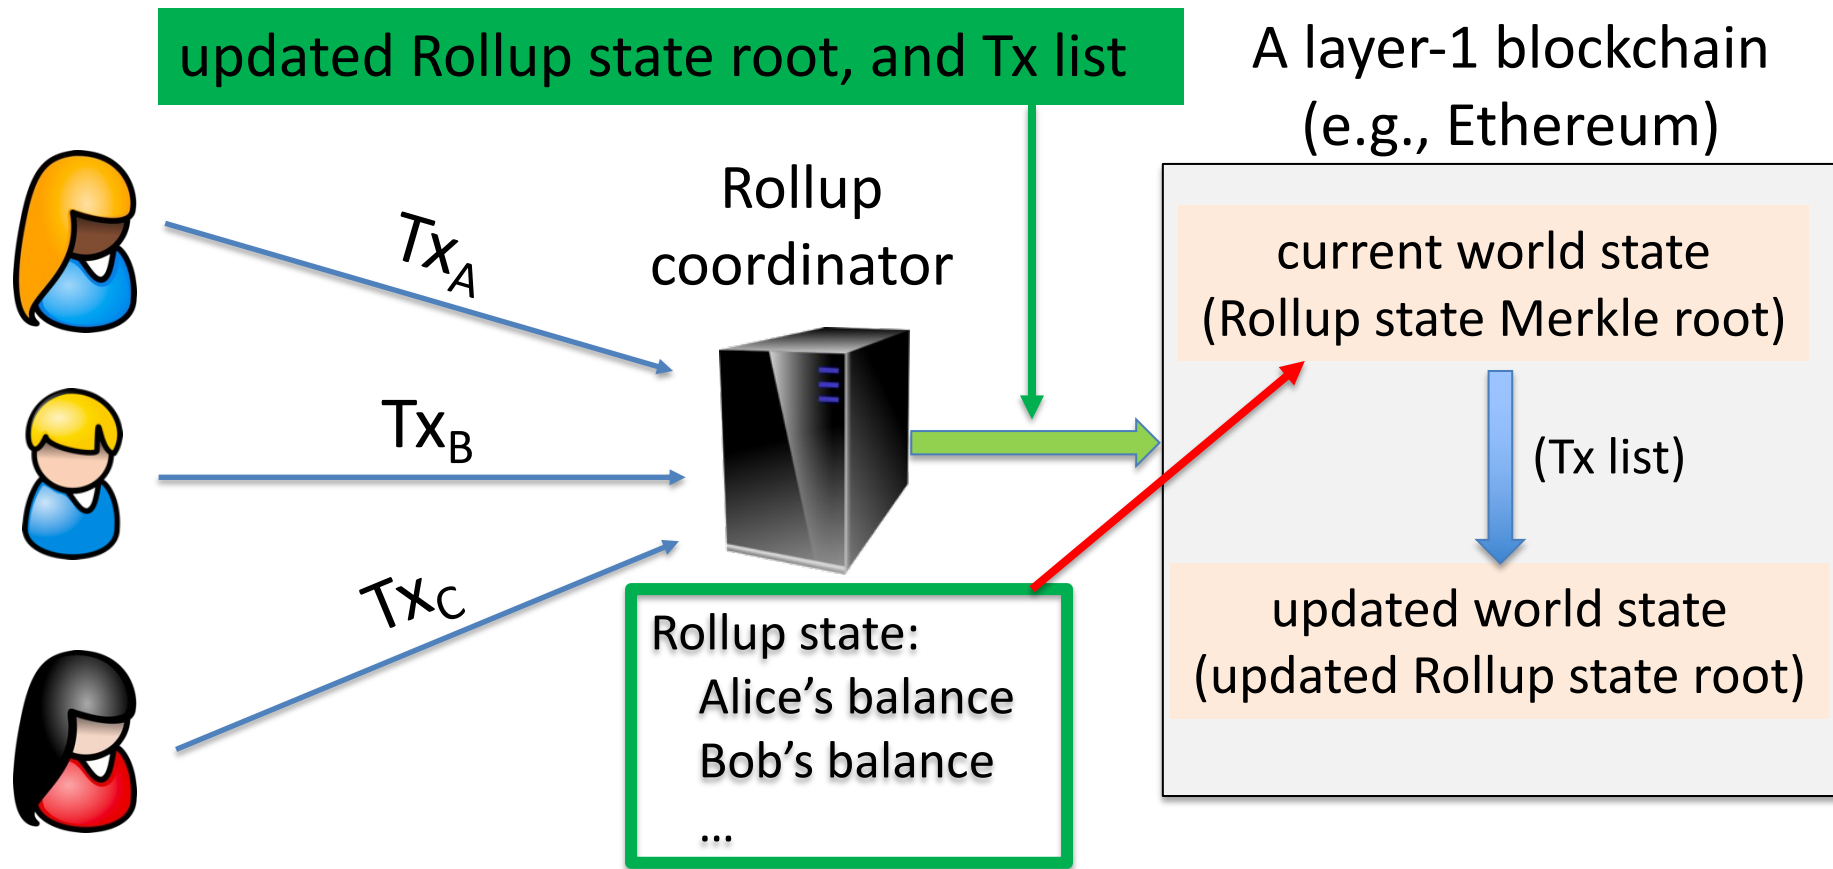 updated Rollup state root, and Tx list
A layer-1 blockchain
(e.g., Ethereum)
Rollup
coordinator
TxA
TxB
TxC
current world state
(Rollup state Merkle root)
(Tx list)
updated world state
(updated Rollup state root)
Rollup state:
Alice’s balance
Bob’s balance
...